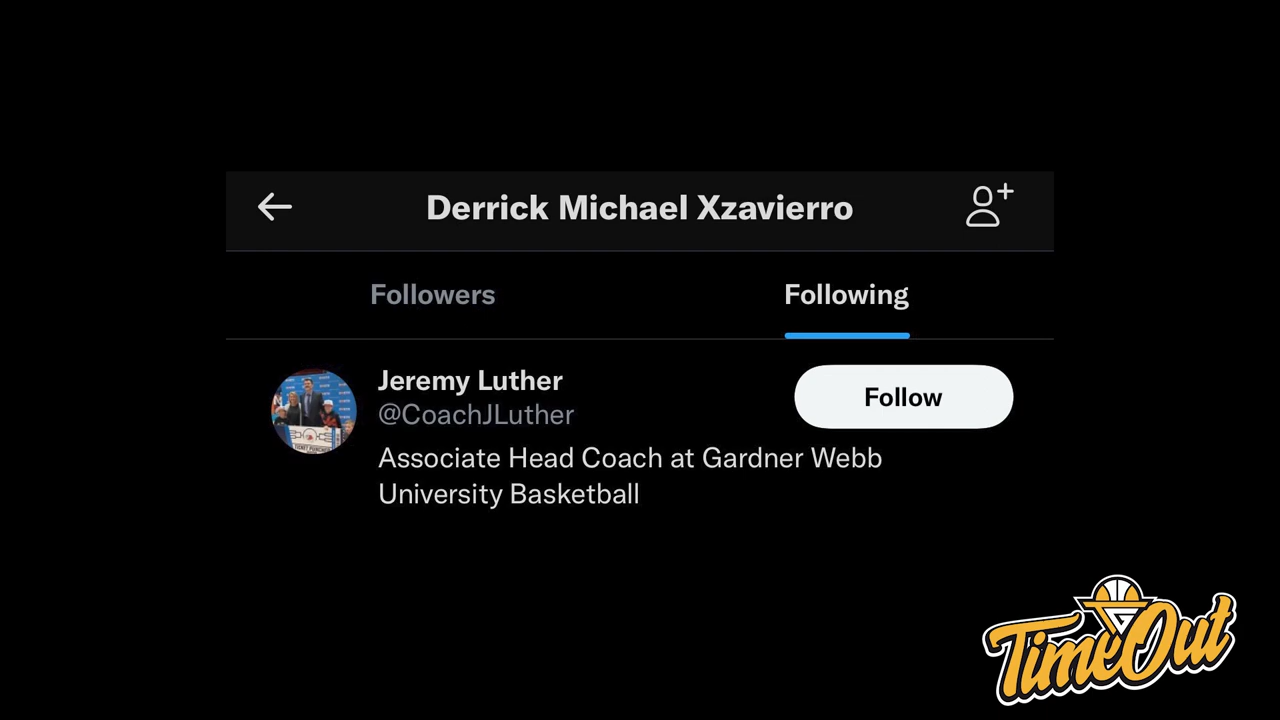 Derrick Michael Xzavierro
Followers
Following
Jeremy Luther
Follow
@CoachJLuther
Associate Head Coach at Gardner Webb
University Basketball
TimeOut